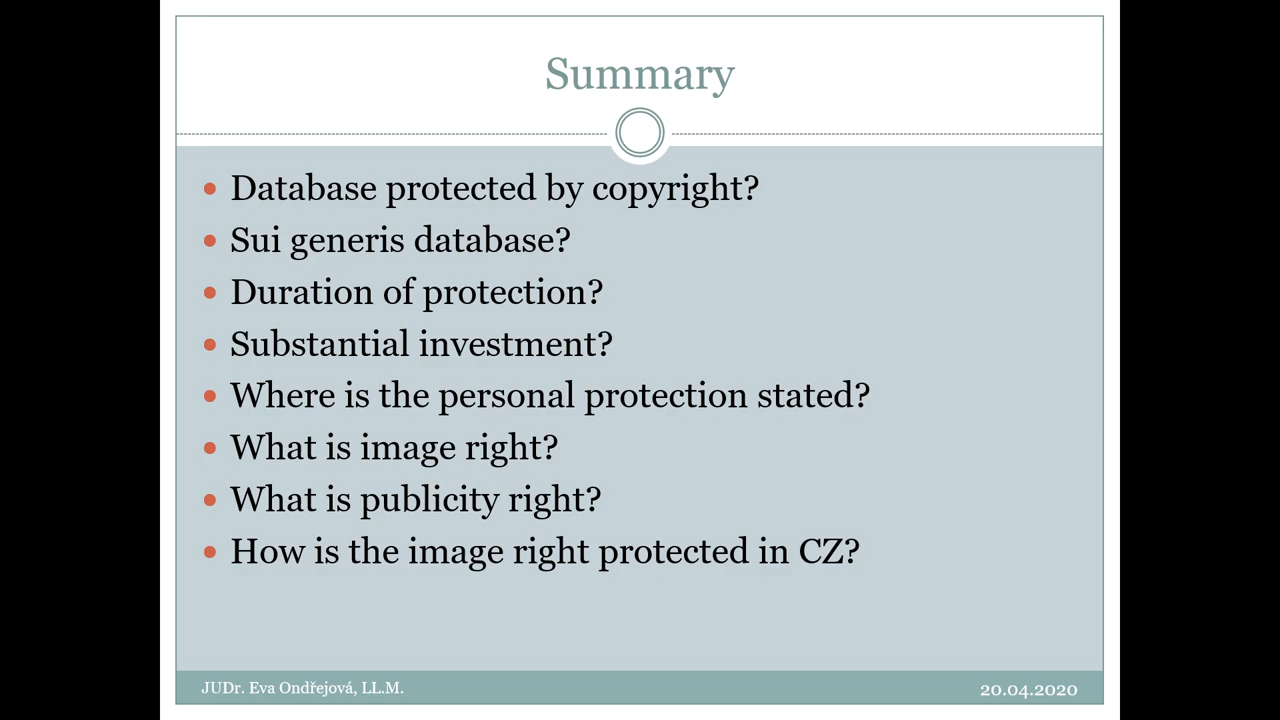 Summary
Database protected by copyright?
Sui generis database?
Duration of protection?
Substantial investment?
Where is the personal protection stated?
What is image right?
What is publicity right?
How is the image right protected in CZ?
JUDr. Eva Ondřejová, LL.M.
20.04.2020